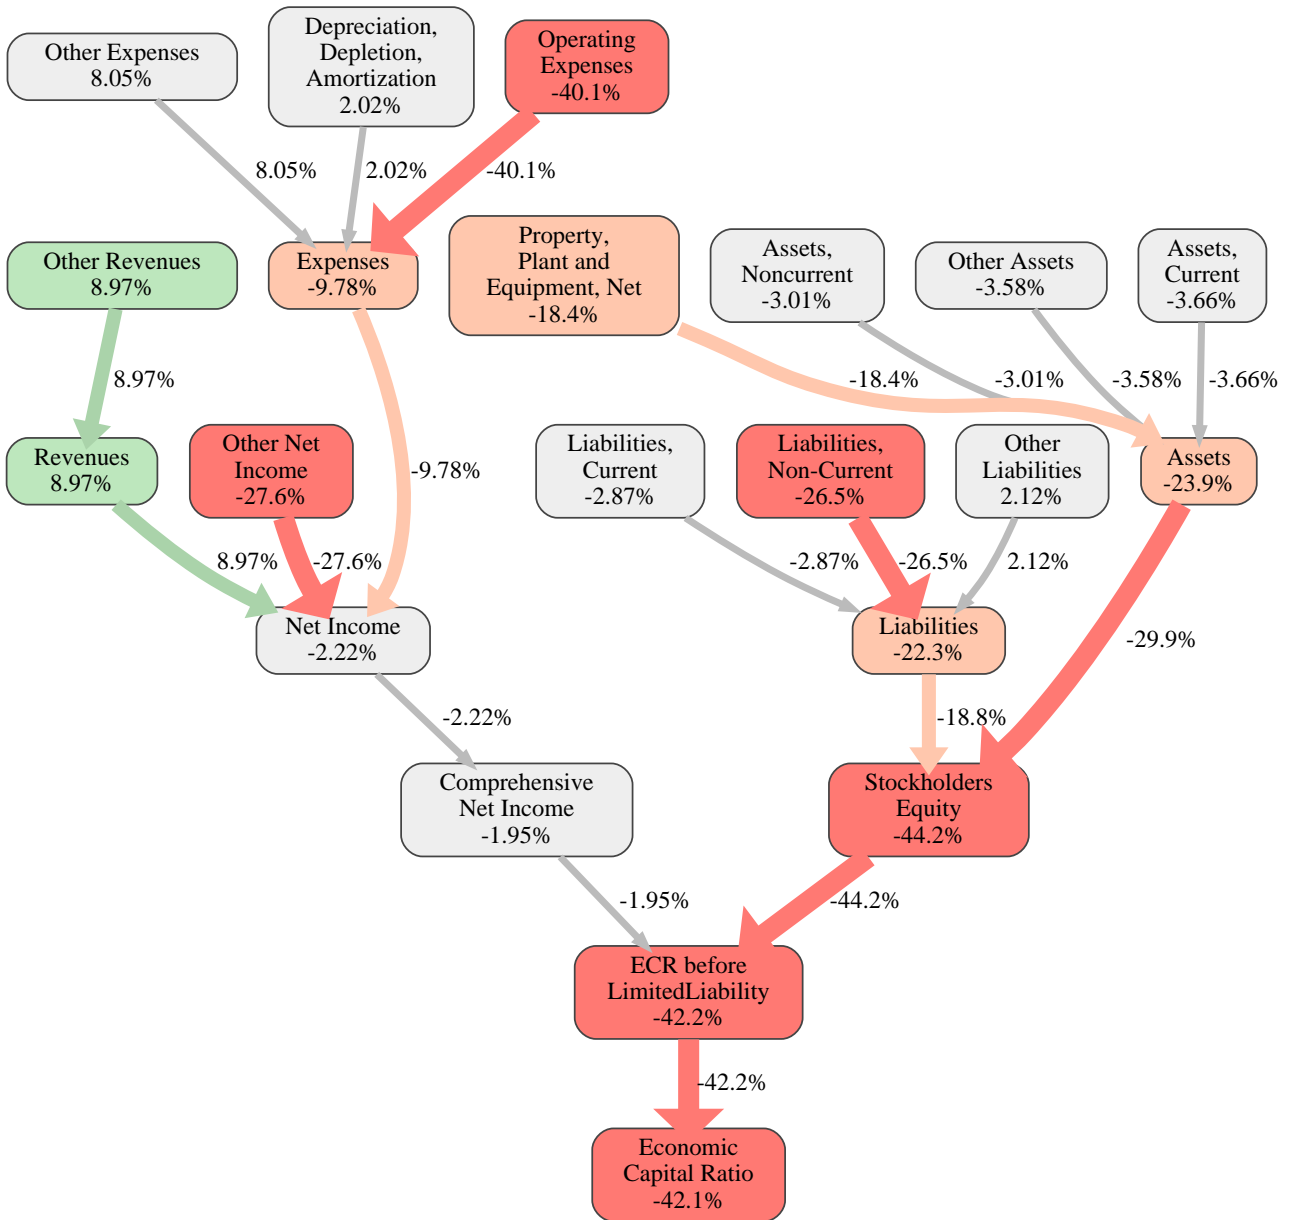 Other Expenses
8.05%
Depreciation,
Depletion,
Amortization
2.02%
Operating
Expenses
-40.1%
8.05%
2.02%
-40.1%
Other Revenues
8.97%
Expenses
-9.78%
Property,
Plant and
Equipment, Net
-18.4%
Assets,
Noncurrent
-3.01%
Other Assets
-3.58%
Assets,
Current
-3.66%
8.97%
-18.4%
-3.01%
-3.58%
-3.66%
Revenues
8.97%
Other Net
Income
-27.6%
-9.78%
Liabilities,
Current
-2.87%
Liabilities,
Non-Current
-26.5%
Other
Liabilities
2.12%
Assets
-23.9%
8.97%
-27.6%
-2.87%
-26.5%
2.12%
Net Income
-2.22%
Liabilities
-22.3%
-29.9%
-2.22%
-18.8%
Comprehensive
Net Income
-1.95%
Stockholders
Equity
-44.2%
-1.95%
-44.2%
ECR before
LimitedLiability
-42.2%
-42.2%
Economic
Capital Ratio
-42.1%